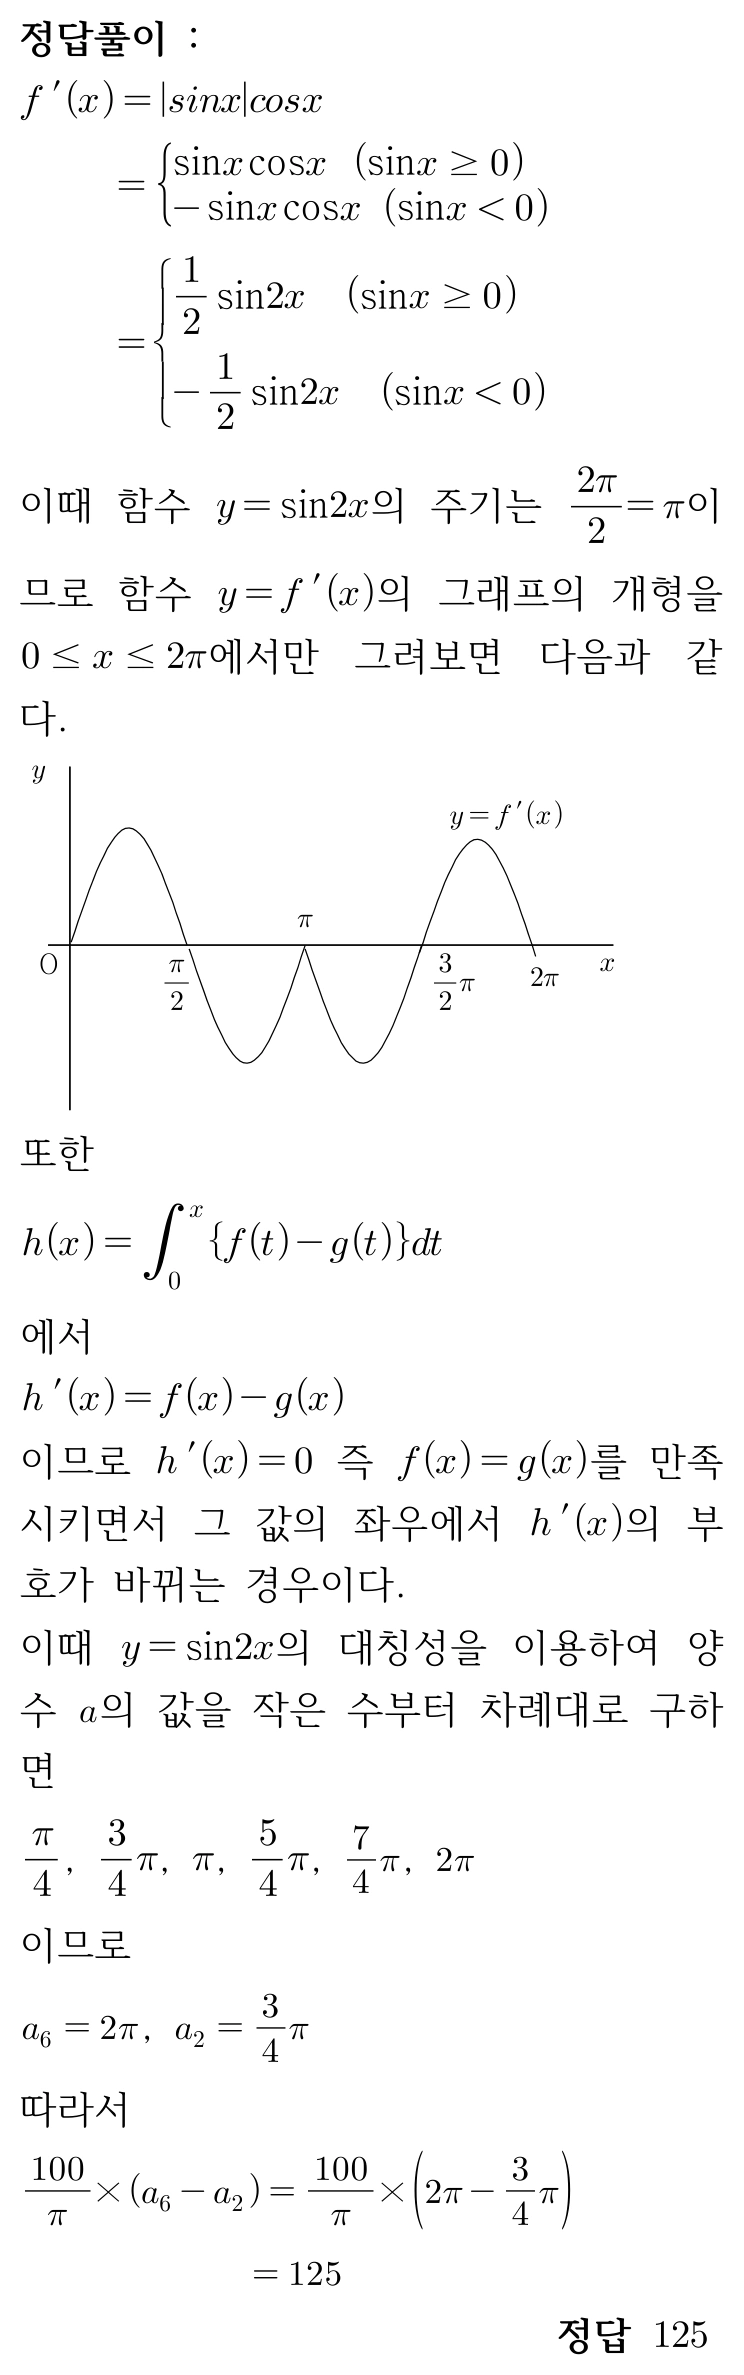 정답풀이 :
f ′(x)=|sinx|cosx
={sinx cosx (sinx ≥ 0)
−sinx cosx (sinx < 0)
={1/2 sin2x (sinx ≥ 0)
−1/2 sin2x (sinx < 0)
이때 함수 y=sin2x의 주기는 2π/2=π이
므로 함수 y=f ′(x)의 그래프의 개형을
0 ≤ x ≤ 2π에서만 그려보면 다음과 같
다.
y
y=f ′(x)
π
O π/2 3/2π 2π x
또한
h(x)=∫_0^x {f(t)−g(t)}dt
에서
h ′(x)=f(x)−g(x)
이므로 h ′(x)=0 즉 f(x)=g(x)를 만족
시키면서 그 값의 좌우에서 h ′(x)의 부
호가 바뀌는 경우이다.
이때 y=sin2x의 대칭성을 이용하여 양
수 a의 값을 작은 수부터 차례대로 구하
면
π/4, 3/4π, π, 5/4π, 7/4π, 2π
이므로
a₆ = 2π, a₂ = 3/4π
따라서
100/π×(a₆−a₂)=100/π×(2π−3/4π)
=125
정답 125